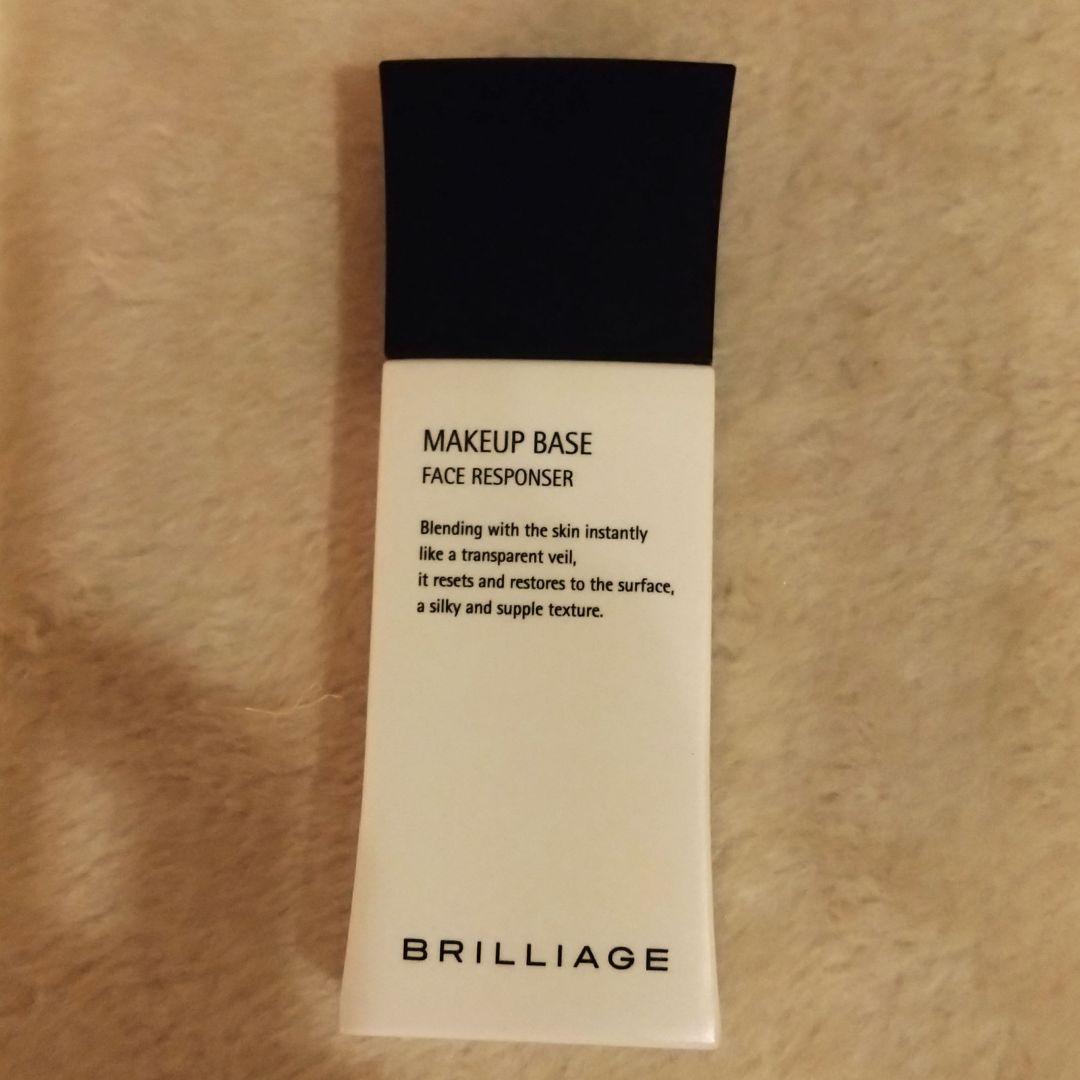 MAKEUP BASE
FACE RESPONSER
Blending with the skin instantly
like a transparent veil,
it resets and restores to the surface,
a silky and supple texture.
BRILLIAGE